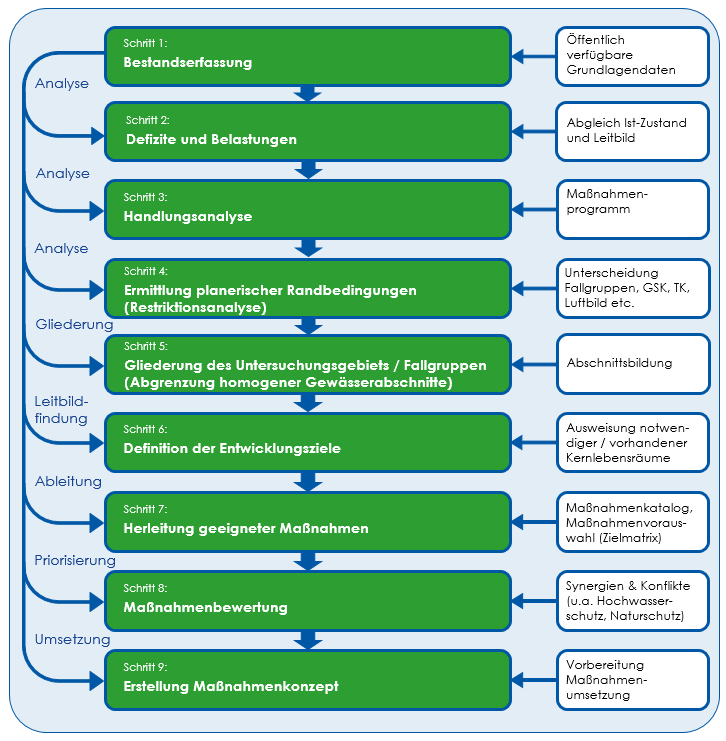 Schritt 1:
Bestandserfassung
Öffentlich
verfügbare
Grundlagendaten
Analyse
Schritt 2:
Defizite und Belastungen
Abgleich Ist-Zustand
und Leitbild
Analyse
Schritt 3:
Handlungsanalyse
Maßnahmen-
programm
Analyse
Schritt 4:
Ermittlung planerischer Randbedingungen
(Restriktionsanalyse)
Unterscheidung
Fallgruppen, GSK, TK,
Luftbild etc.
Gliederung
Schritt 5:
Gliederung des Untersuchungsgebiets / Fallgruppen
(Abgrenzung homogener Gewässerabschnitte)
Abschnittsbildung
Leitbild-
findung
Schritt 6:
Definition der Entwicklungsziele
Ausweisung notwen-
diger / vorhandener
Kernlebensräume
Ableitung
Schritt 7:
Herleitung geeigneter Maßnahmen
Maßnahmenkatalog,
Maßnahmenvoraus-
wahl (Zielmatrix)
Priorisierung
Schritt 8:
Maßnahmenbewertung
Synergien & Konflikte
(u.a. Hochwasser-
schutz, Naturschutz)
Umsetzung
Schritt 9:
Erstellung Maßnahmenkonzept
Vorbereitung
Maßnahmen-
umsetzung